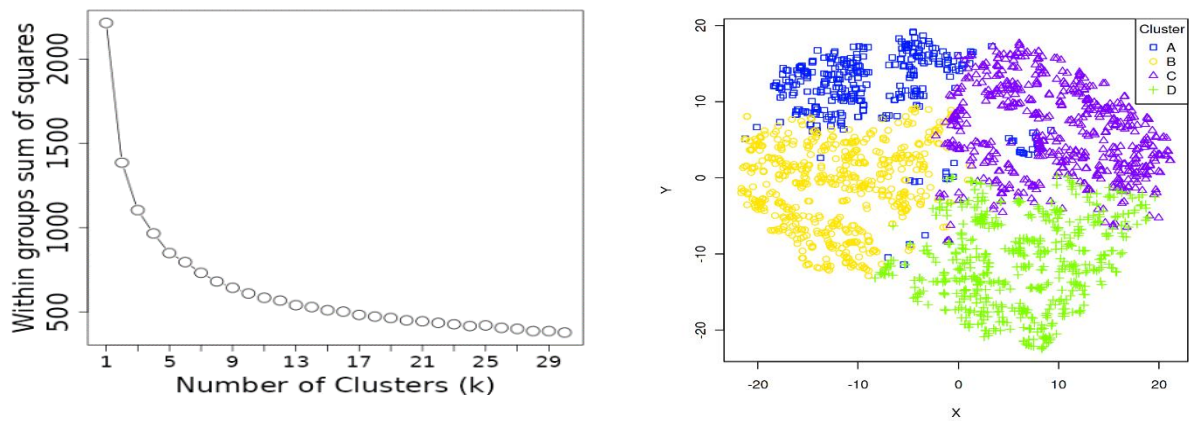 Within groups sum of squares
2000
1500
1000
500
1 5 9 13 17 21 25 29
Number of Clusters (k)
Cluster
A
B
C
D
Y
20
10
0
-10
-20
-20 -10 0 10 20
X